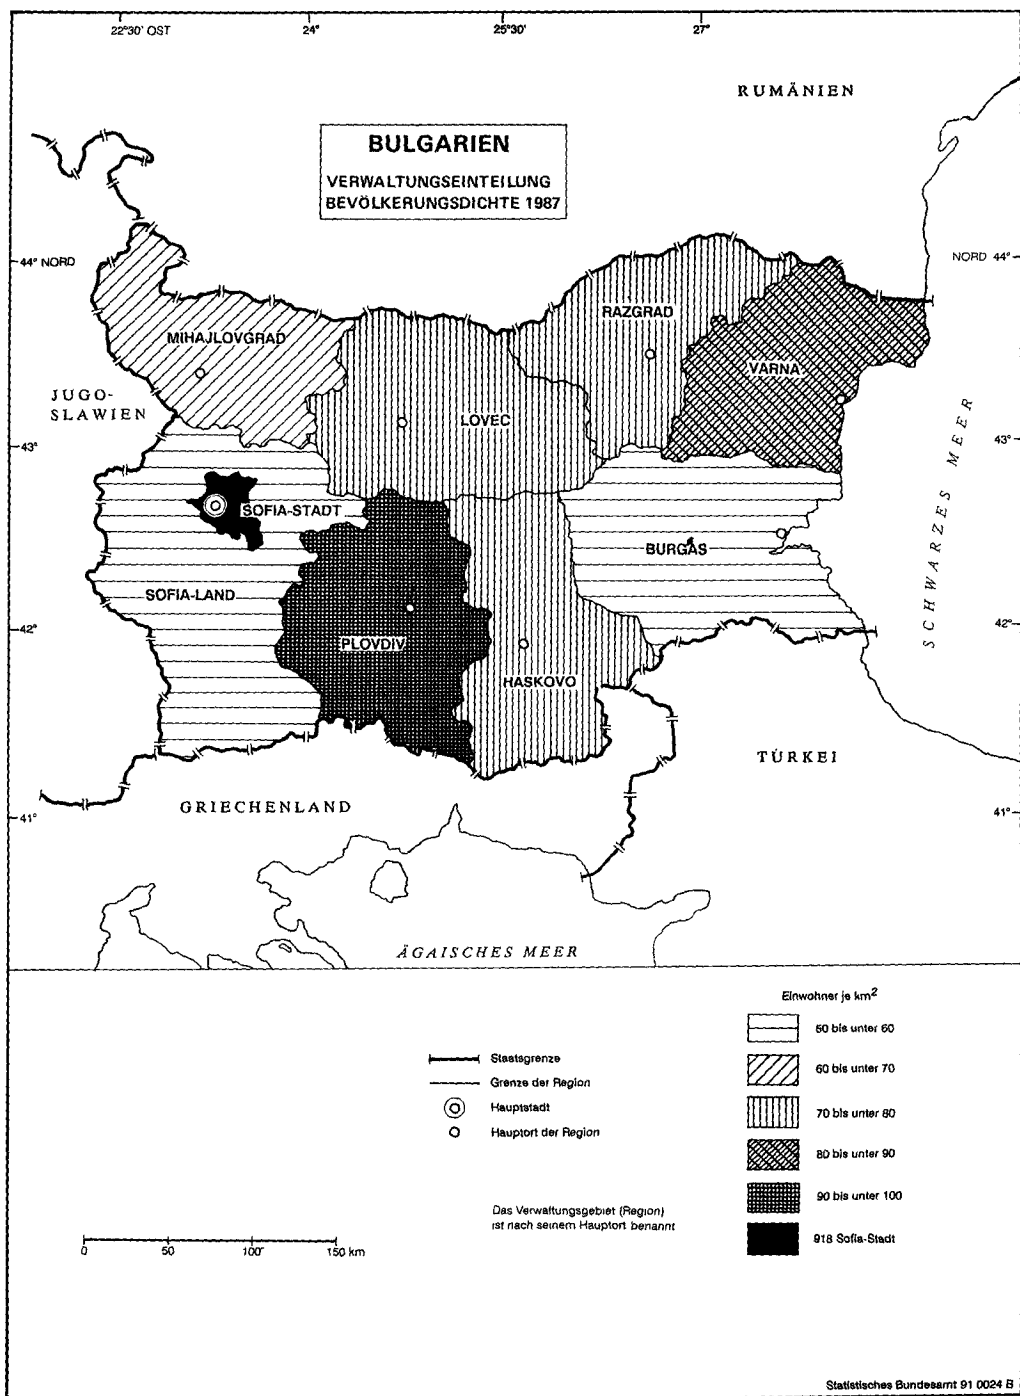 22°30' OST
24°
25°30'
27°
RUMÄNIEN
BULGARIEN
VERWALTUNGSEINTEILUNG
BEVÖLKERUNGSDICHTE 1987
44° NORD
NORD 44°
RAZGRAD
MIHAJLOVGRAD
VARNA
JUGO-
SLAWIEN
LOVEC
43°
43°
SOFIA-STADT
BURGAS
SCHWARZES MEER
SOFIA-LAND
42°
42°
PLOVDIV
HASKOVO
TÜRKEI
GRIECHENLAND
41°
41°
ÄGAISCHES MEER
Einwohner je km²
50 bis unter 60
Staatsgrenze
60 bis unter 70
Grenze der Region
Hauptstadt
70 bis unter 80
Hauptort der Region
80 bis unter 90
90 bis unter 100
Das Verwaltungsgebiet (Region)
ist nach seinem Hauptort benannt
918 Sofia-Stadt
0 50 100 150 km
Statistisches Bundesamt 91 0024 B